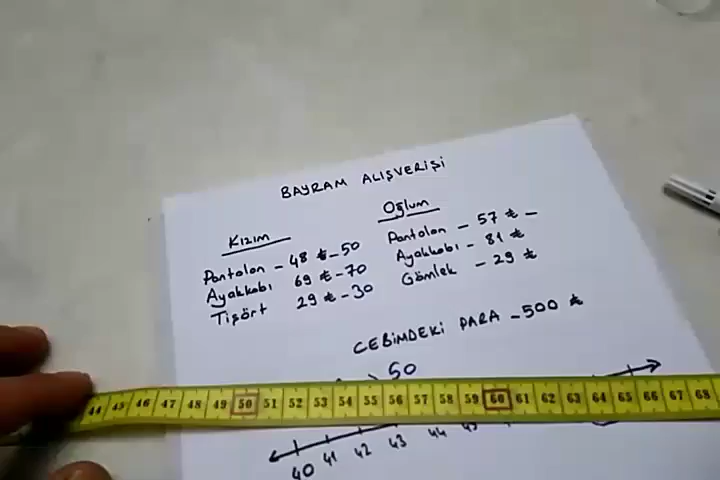 BAYRAM ALIŞVERİŞİ
Kızım
Pantolon - 48 ₺ - 50
Ayakkabı 69 ₺ - 70
Tişört 29 ₺ - 30
Oğlum
Pantolon - 57 ₺ -
Ayakkabı - 81 ₺
Gömlek - 29 ₺
CEBİMDEKİ PARA - 500 ₺
50
44 45 46 47 48 49 50 51 52 53 54 55 56 57 58 59 60 61 62 63 64 65 66 67 68
40 41 42 43 44